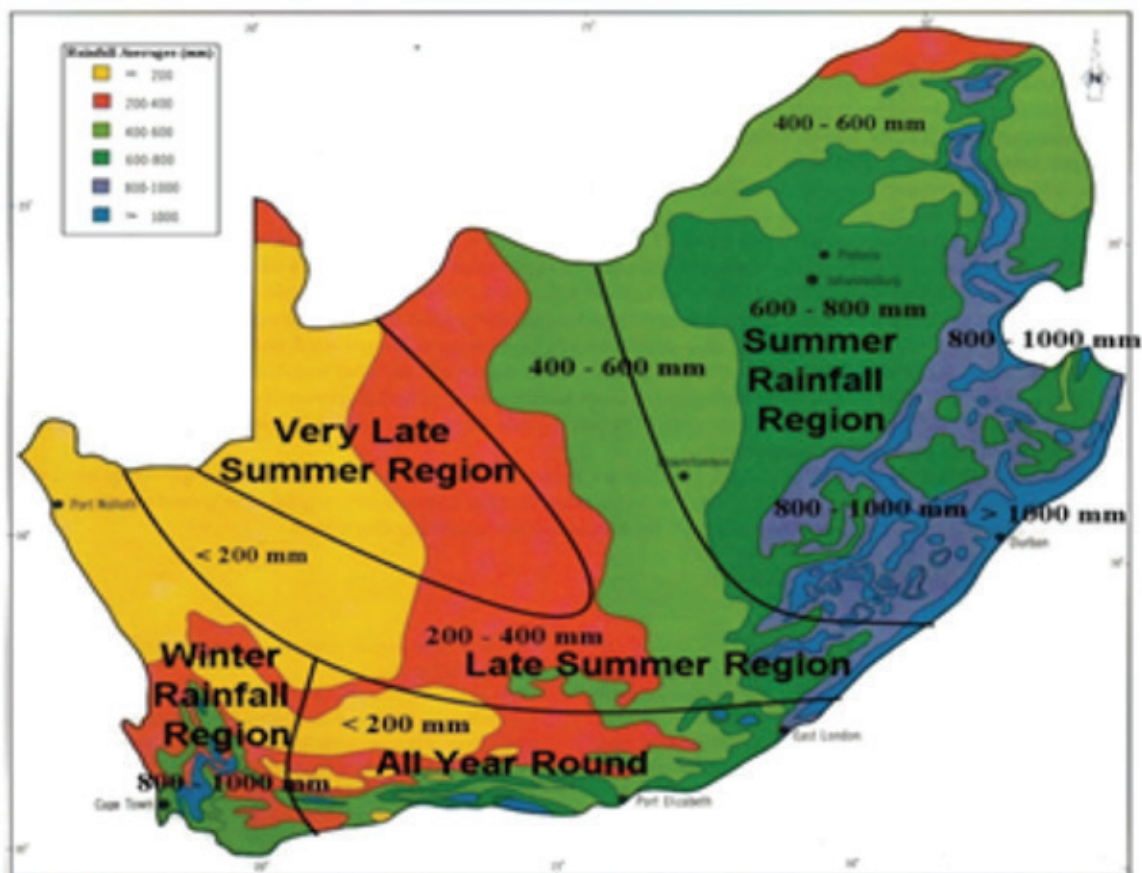 Rainfall Averages (mm)
200
200-400
400-600
600-800
800-1000
1000
N
400 - 600 mm
Pretoria
Johannesburg
600 - 800 mm
Summer
Rainfall
Region
800 - 1000 mm
400 - 600 mm
Very Late
Summer Region
Port Nolloth
800 - 1000 mm
> 1000 mm
Durban
< 200 mm
200 - 400 mm
Late Summer Region
Winter
Rainfall
Region
< 200 mm
East London
All Year Round
800 - 1000 mm
Cape Town
Port Elizabeth